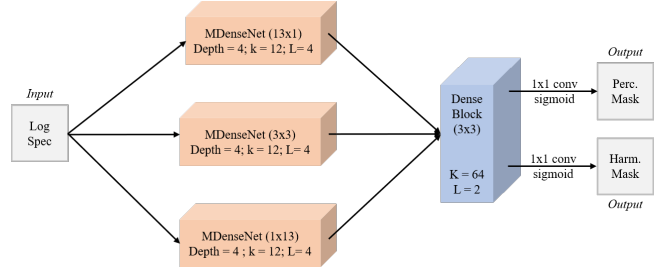 Input
Log
Spec
MDenseNet (13x1)
Depth = 4; k = 12; L= 4
MDenseNet (3x3)
Depth = 4; k = 12; L= 4
MDenseNet (1x13)
Depth = 4 ; k = 12; L= 4
Dense
Block
(3x3)
K = 64
L = 2
1x1 conv
sigmoid
1x1 conv
sigmoid
Output
Perc.
Mask
Harm.
Mask
Output